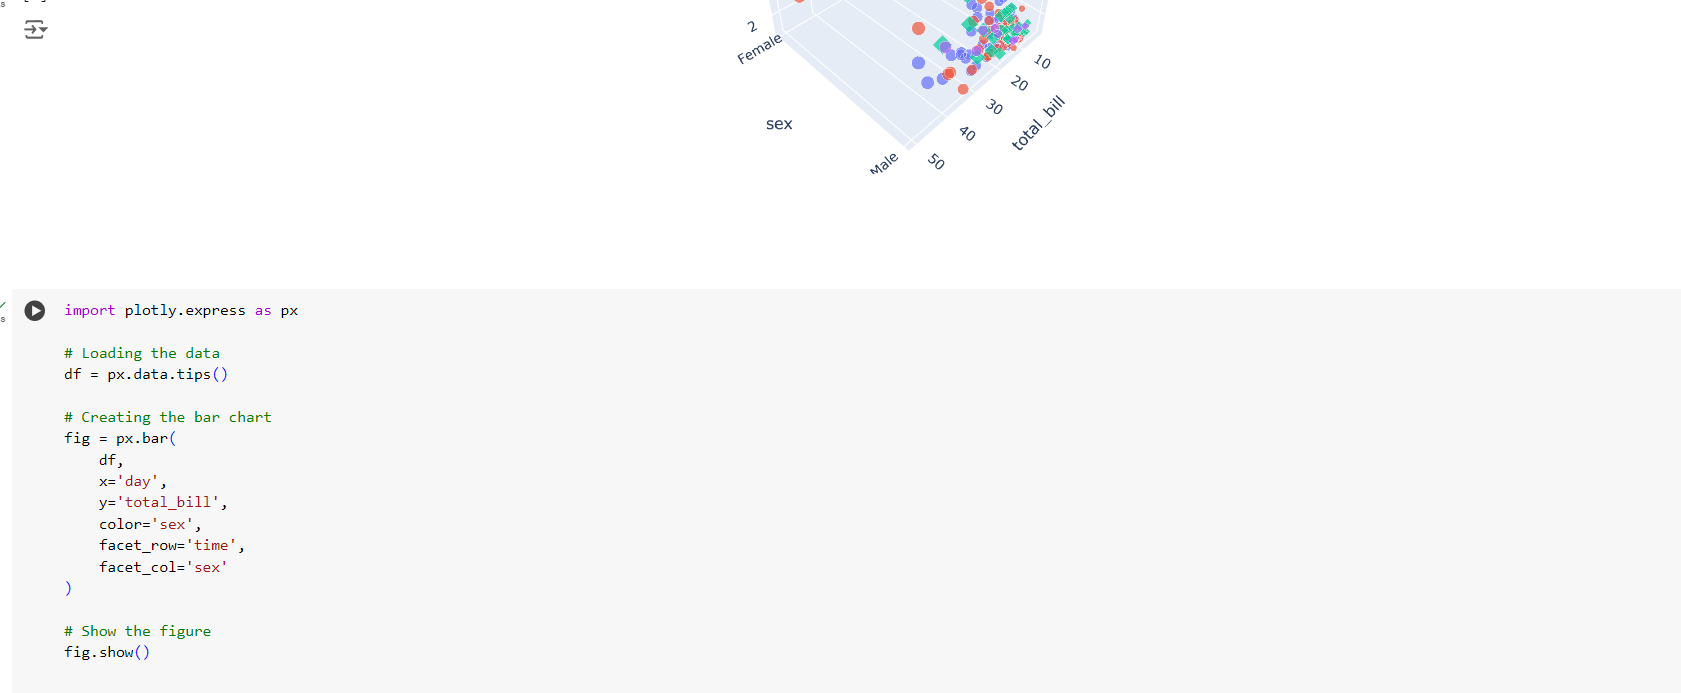 2
Female
sex
Male
10
20
30
40
50
total_bill
import plotly.express as px
# Loading the data
df = px.data.tips()
# Creating the bar chart
fig = px.bar(
    df,
    x='day',
    y='total_bill',
    color='sex',
    facet_row='time',
    facet_col='sex'
)
# Show the figure
fig.show()